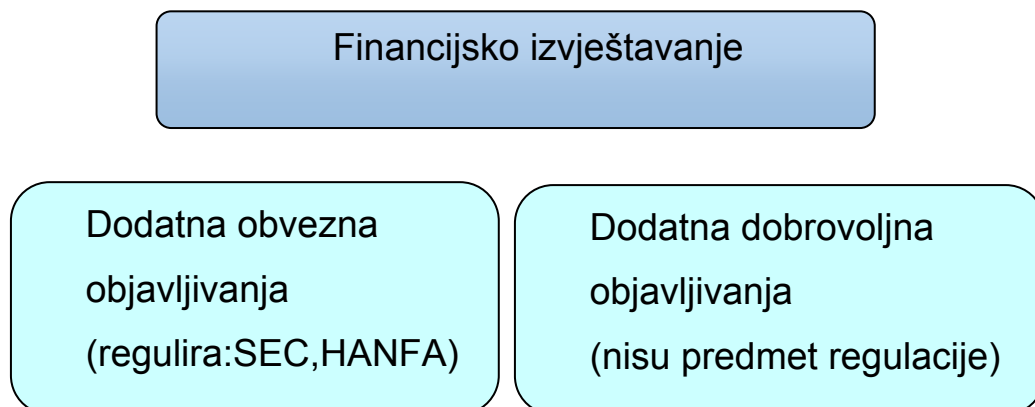 Financijsko izvještavanje
Dodatna obvezna
objavljivanja
(regulira:SEC,HANFA)
Dodatna dobrovoljna
objavljivanja
(nisu predmet regulacije)